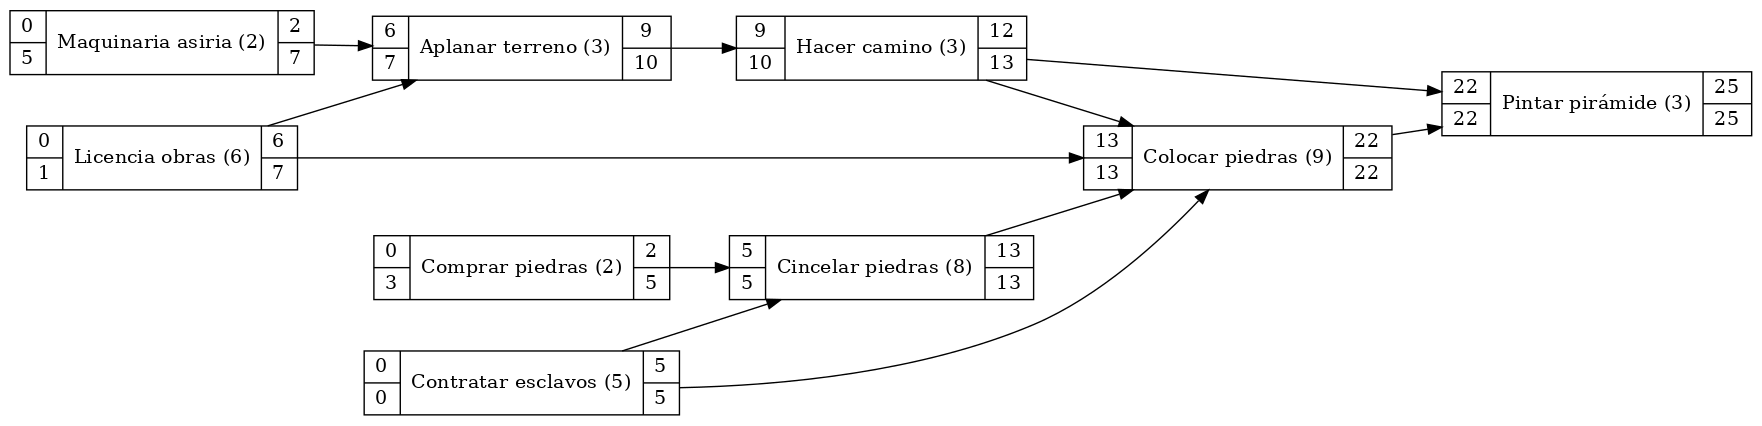 0 5 Maquinaria asiria (2) 2 7
6 7 Aplanar terreno (3) 9 10
9 10 Hacer camino (3) 12 13
22 22 Pintar pirámide (3) 25 25
0 1 Licencia obras (6) 6 7
13 13 Colocar piedras (9) 22 22
0 3 Comprar piedras (2) 2 5
5 5 Cincelar piedras (8) 13 13
0 0 Contratar esclavos (5) 5 5